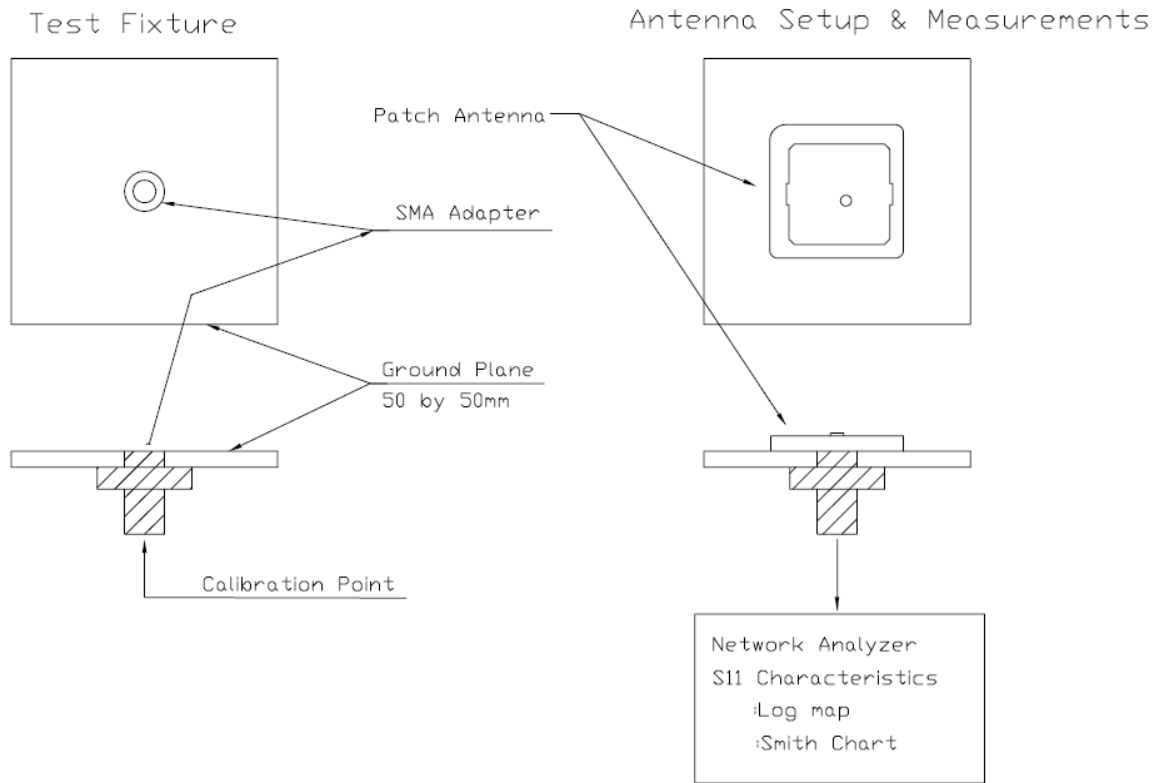 Test Fixture
Antenna Setup & Measurements
Patch Antenna
SMA Adapter
Ground Plane
50 by 50mm
Calibration Point
Network Analyzer
S11 Characteristics
:Log map
:Smith Chart